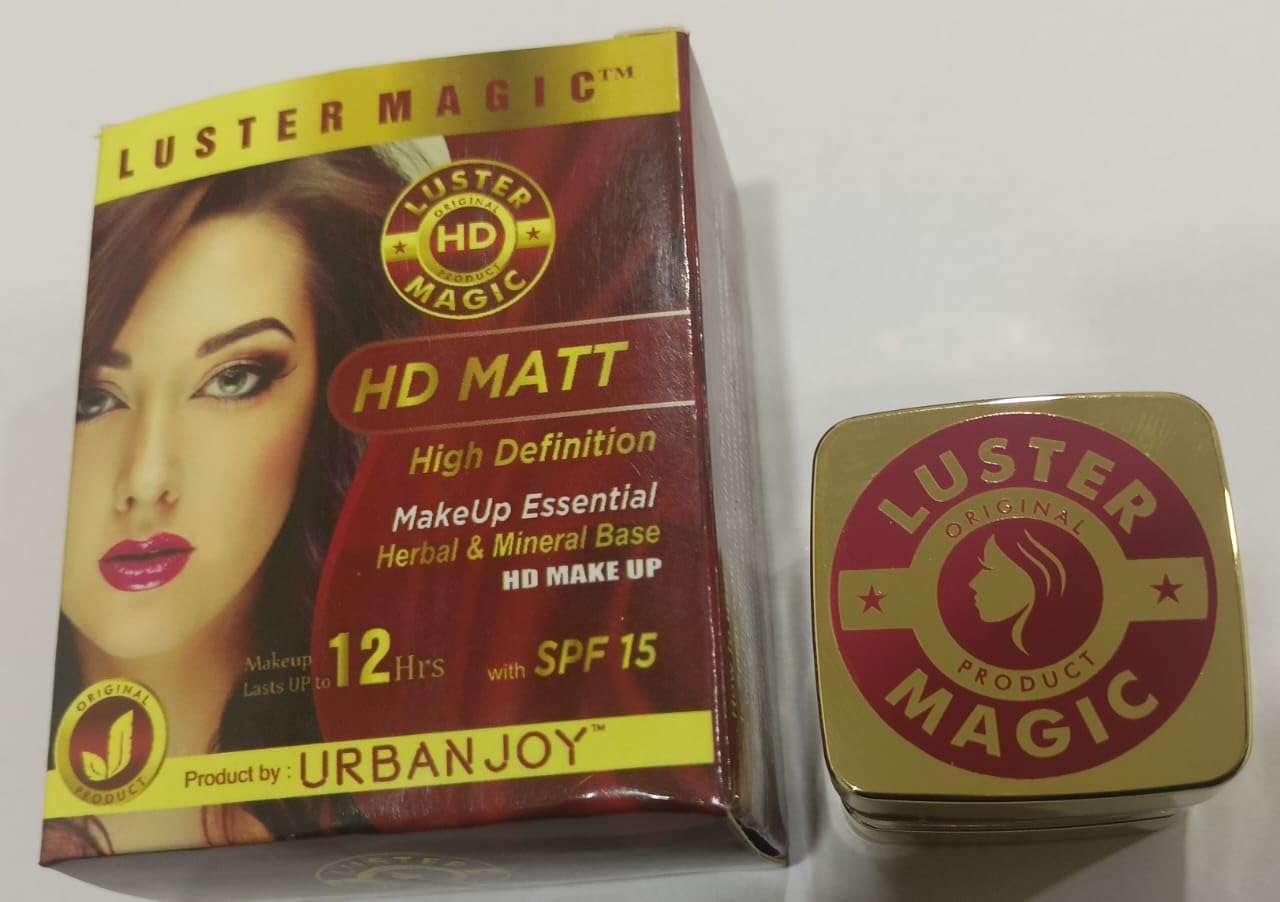 LUSTER MAGIC™
LUSTER
ORIGINAL
HD
PRODUCT
MAGIC
HD MATT
High Definition
MakeUp Essential
Herbal & Mineral Base
HD MAKE UP
Makeup
Lasts UP to 12 Hrs
with SPF 15
ORIGINAL
PRODUCT
Product by : URBANJOY™
LUSTER
LUSTER
ORIGINAL
PRODUCT
MAGIC